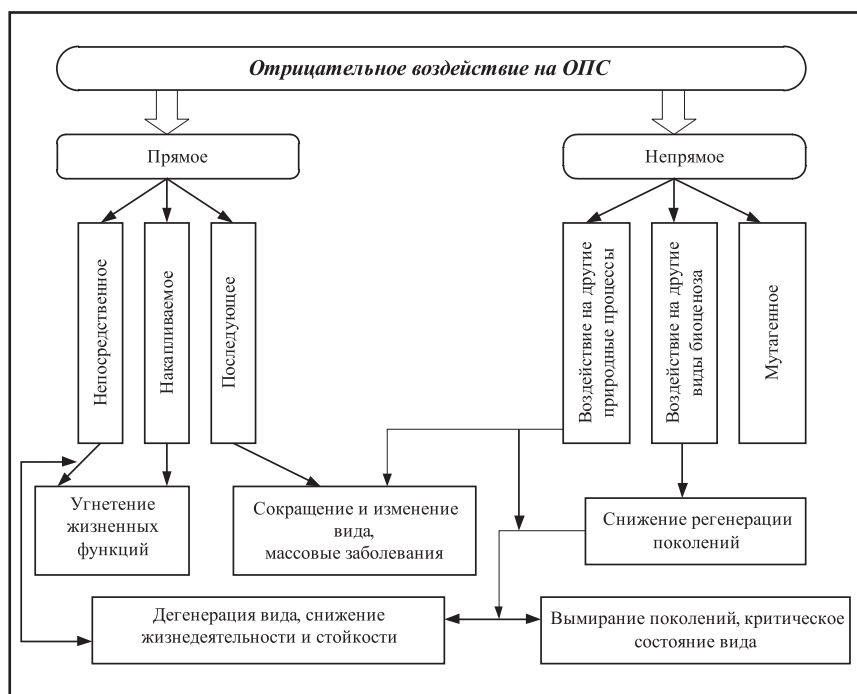 Отрицательное воздействие на ОПС
Прямое
Непрямое
Непосредственное
Накапливаемое
Последующее
Воздействие на другие
природные процессы
Воздействие на другие
виды биоценоза
Мутагенное
Угнетение
жизненных
функций
Сокращение и изменение
вида,
массовые заболевания
Снижение регенерации
поколений
Дегенерация вида, снижение
жизнедеятельности и стойкости
Вымирание поколений, критическое
состояние вида